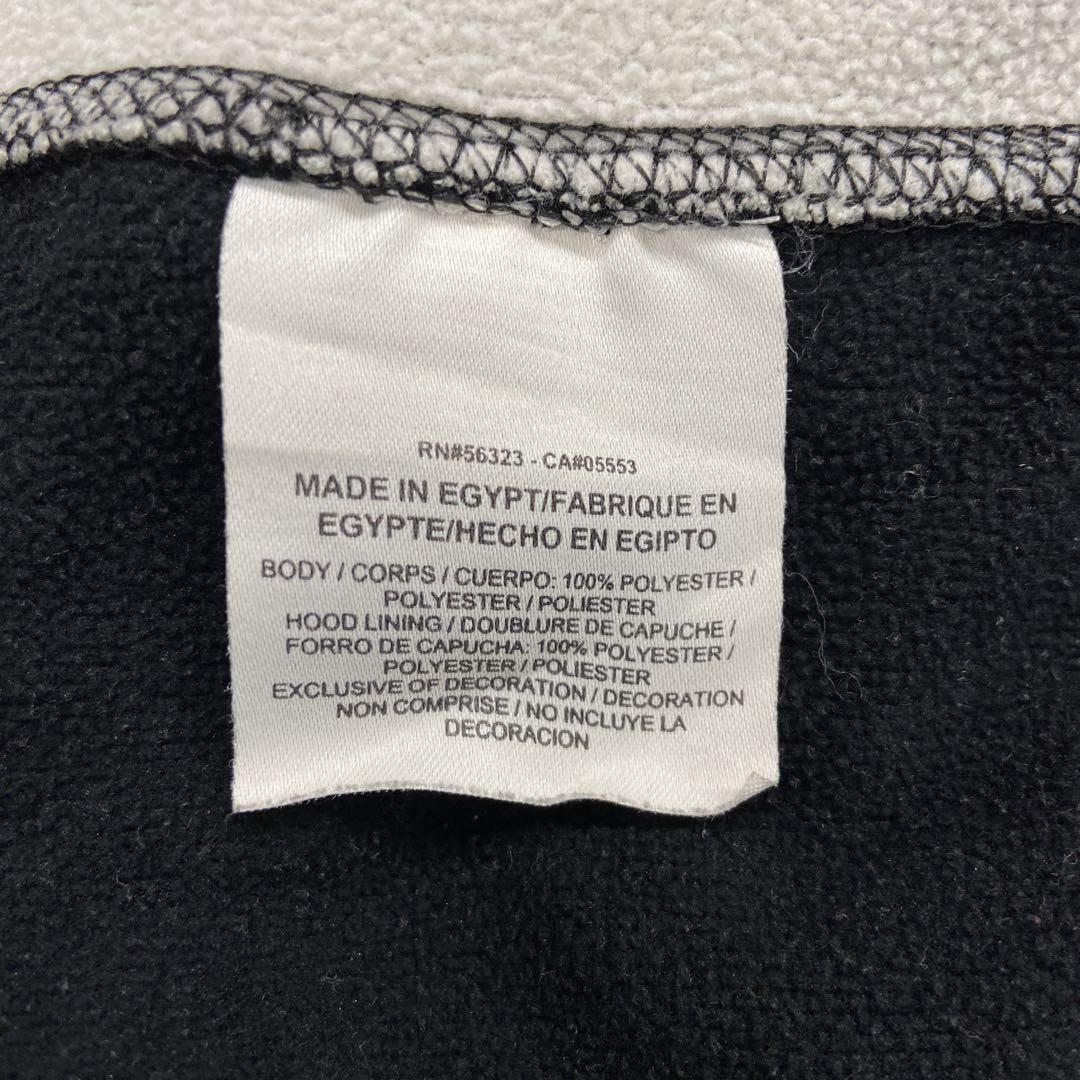 RN#56323 - CA#05553
MADE IN EGYPT/FABRIQUE EN
EGYPTE/HECHO EN EGIPTO
BODY / CORPS / CUERPO: 100% POLYESTER /
POLYESTER / POLIESTER
HOOD LINING / DOUBLURE DE CAPUCHE /
FORRO DE CAPUCHA: 100% POLYESTER /
POLYESTER / POLIESTER
EXCLUSIVE OF DECORATION / DECORATION
NON COMPRISE / NO INCLUYE LA
DECORACION